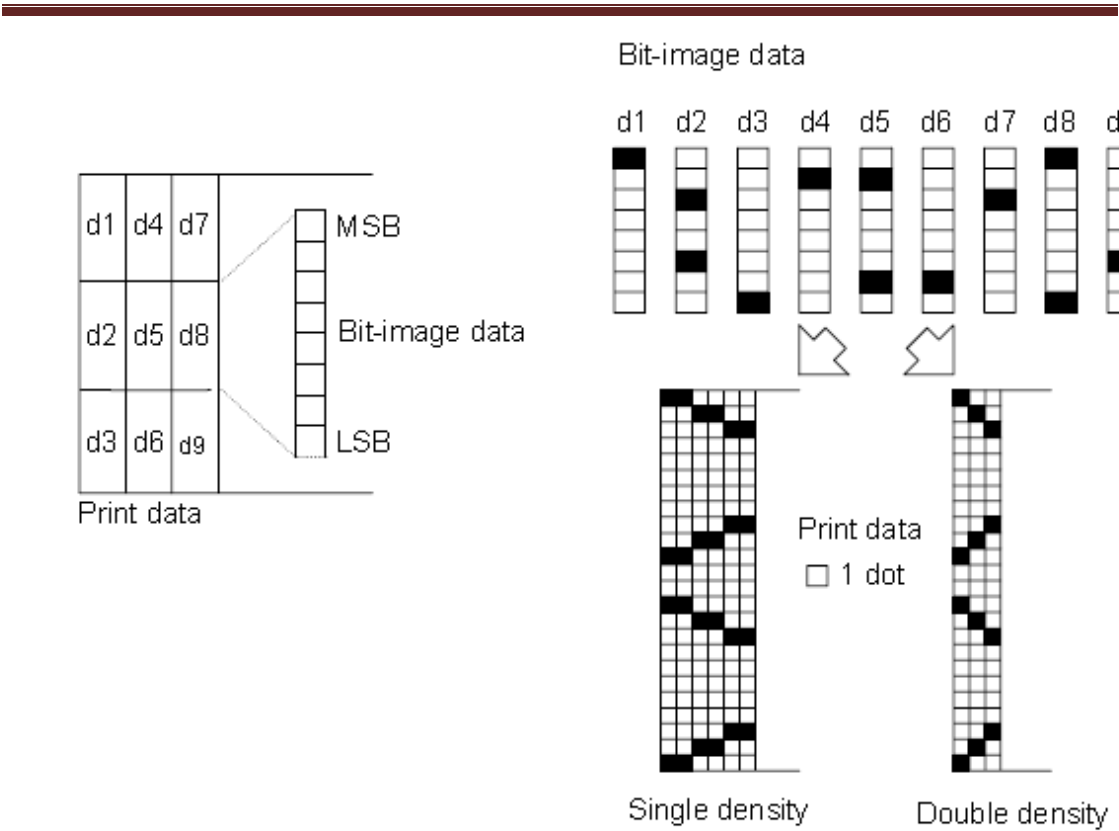 Bit-image data
d1 d2 d3 d4 d5 d6 d7 d8
d1 d4 d7
d2 d5 d8
d3 d6 d9
MSB
Bit-image data
LSB
Print data
Print data
1 dot
Single density
Double density